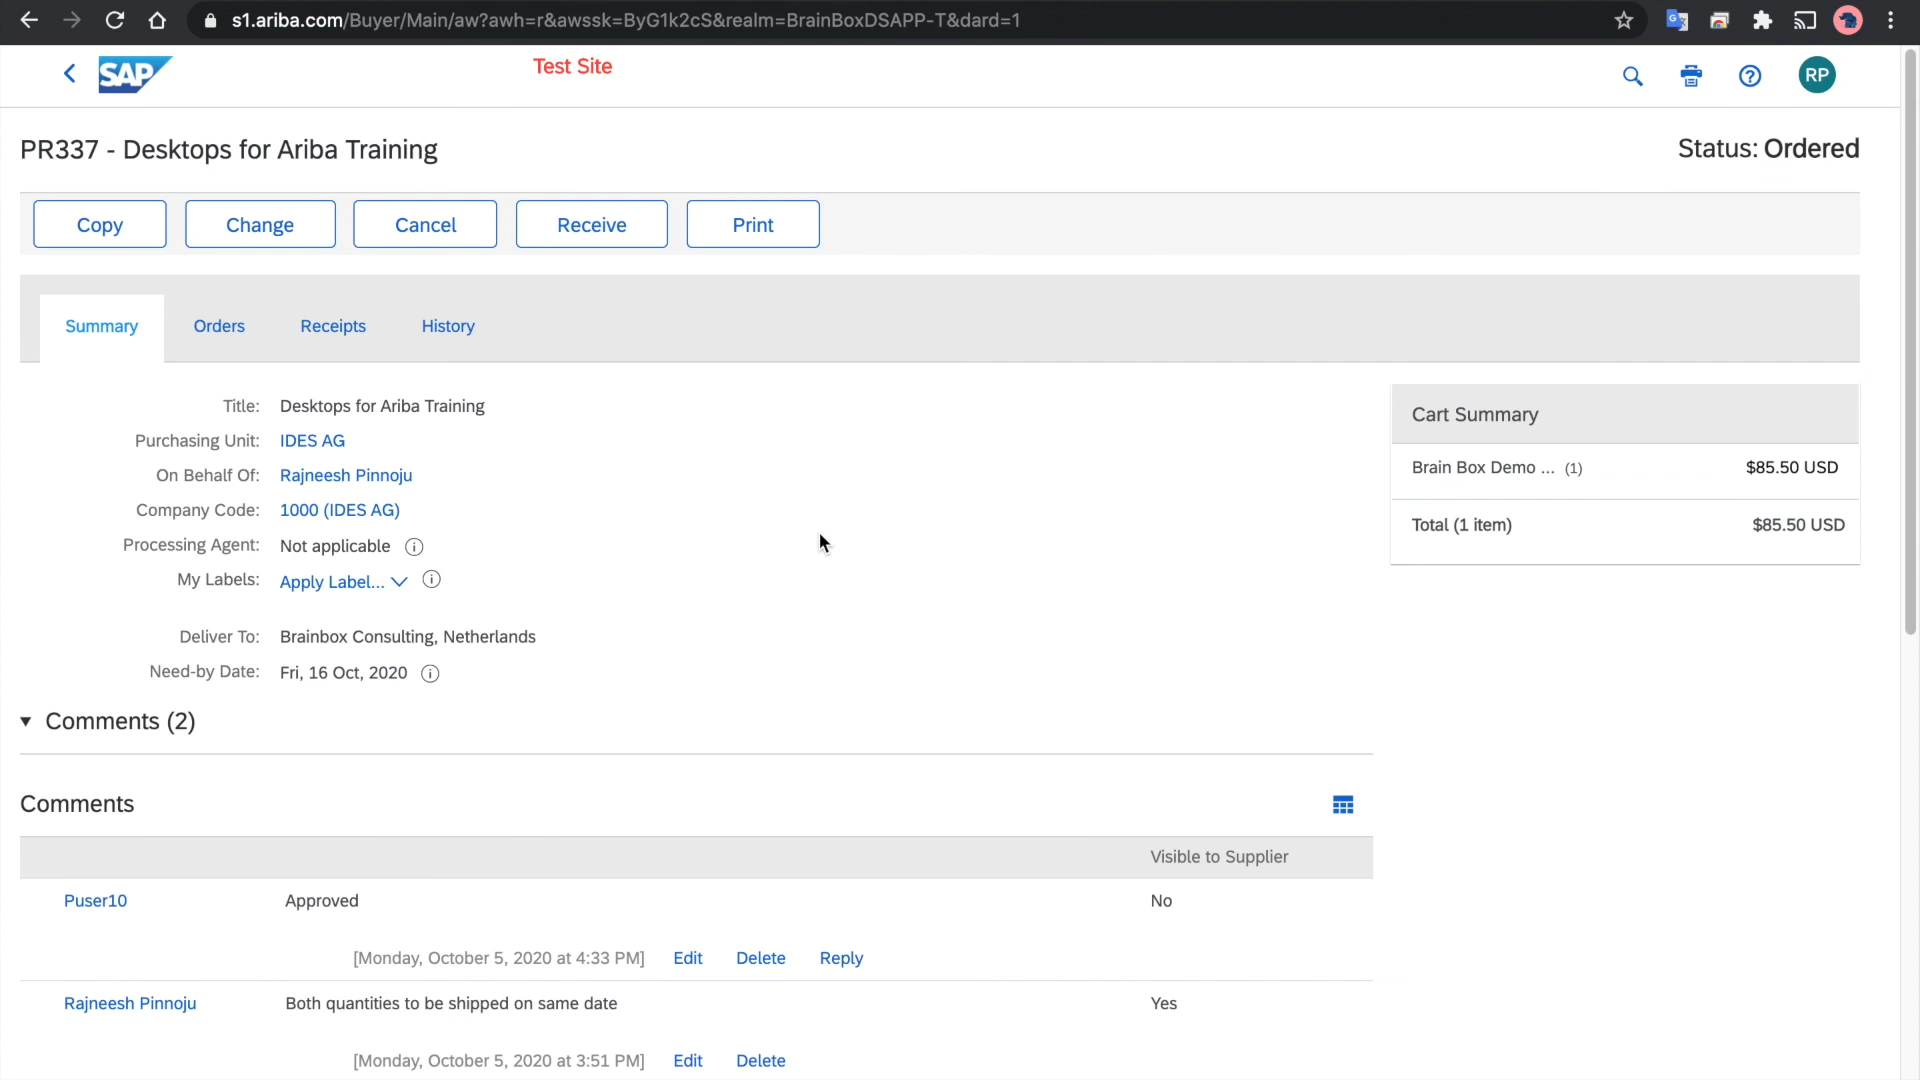 s1.ariba.com/Buyer/Main/aw?awh=r&awssk=ByG1k2cS&realm=BrainBoxDSAPP-T&dard=1
SAP
Test Site
RP
PR337 - Desktops for Ariba Training
Status: Ordered
Copy
Change
Cancel
Receive
Print
Summary
Orders
Receipts
History
Title: Desktops for Ariba Training
Purchasing Unit: IDES AG
On Behalf Of: Rajneesh Pinnoju
Company Code: 1000 (IDES AG)
Processing Agent: Not applicable
My Labels: Apply Label...
Deliver To: Brainbox Consulting, Netherlands
Need-by Date: Fri, 16 Oct, 2020
Cart Summary
Brain Box Demo ... (1) $85.50 USD
Total (1 item) $85.50 USD
Comments (2)
Comments
Visible to Supplier
Puser10 Approved No
[Monday, October 5, 2020 at 4:33 PM] Edit Delete Reply
Rajneesh Pinnoju Both quantities to be shipped on same date Yes
[Monday, October 5, 2020 at 3:51 PM] Edit Delete